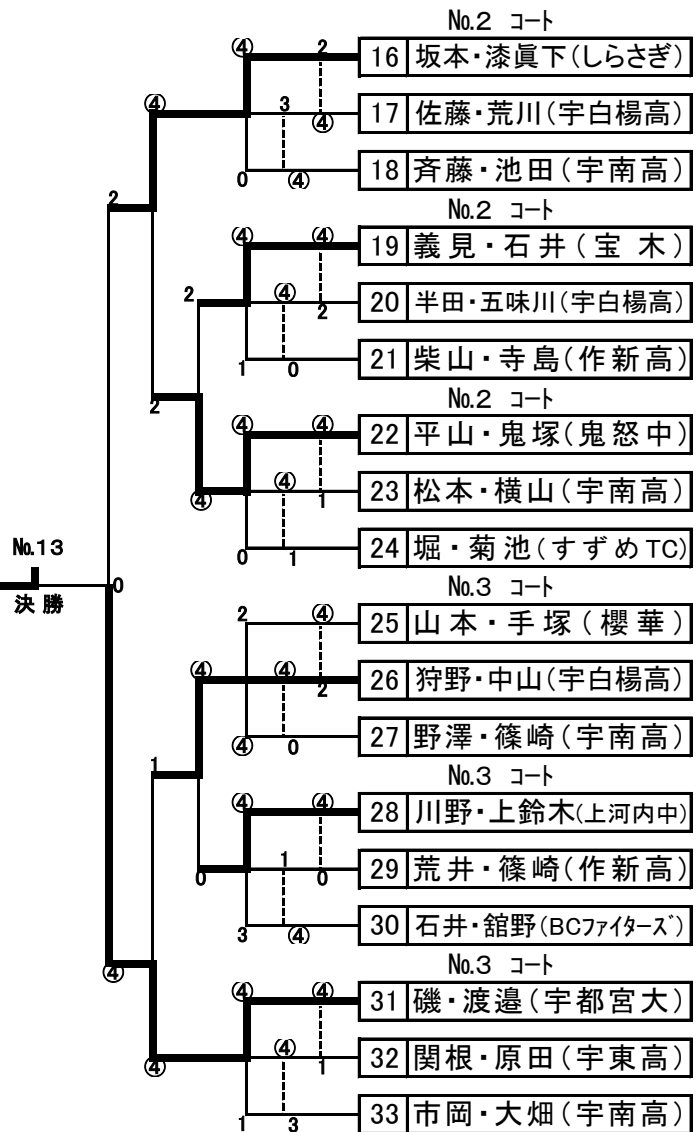 No.2 コート
④ 2
16 坂本・漆眞下(しらさぎ)
④ 3
17 佐藤・荒川(宇白楊高)
④
0 ④
18 斉藤・池田(宇南高)
2
No.2 コート
④ ④
19 義見・石井(宝木)
2 ④
20 半田・五味川(宇白楊高)
2
1 0
21 柴山・寺島(作新高)
No.2 コート
2
④ ④
22 平山・鬼塚(鬼怒中)
④
23 松本・横山(宇南高)
④ 1
0 1
24 堀・菊池(すずめTC)
No.13
決勝
0
No.3 コート
2 ④
25 山本・手塚(櫻華)
④ ④
26 狩野・中山(宇白楊高)
2
④ 0
27 野澤・篠崎(宇南高)
1
No.3 コート
④ ④
28 川野・上鈴木(上河内中)
1
29 荒井・篠崎(作新高)
0 0
3 ④
30 石井・舘野(BCファイターズ)
No.3 コート
④
④ ④
31 磯・渡邉(宇都宮大)
④
32 関根・原田(宇東高)
④ 1
1 3
33 市岡・大畑(宇南高)